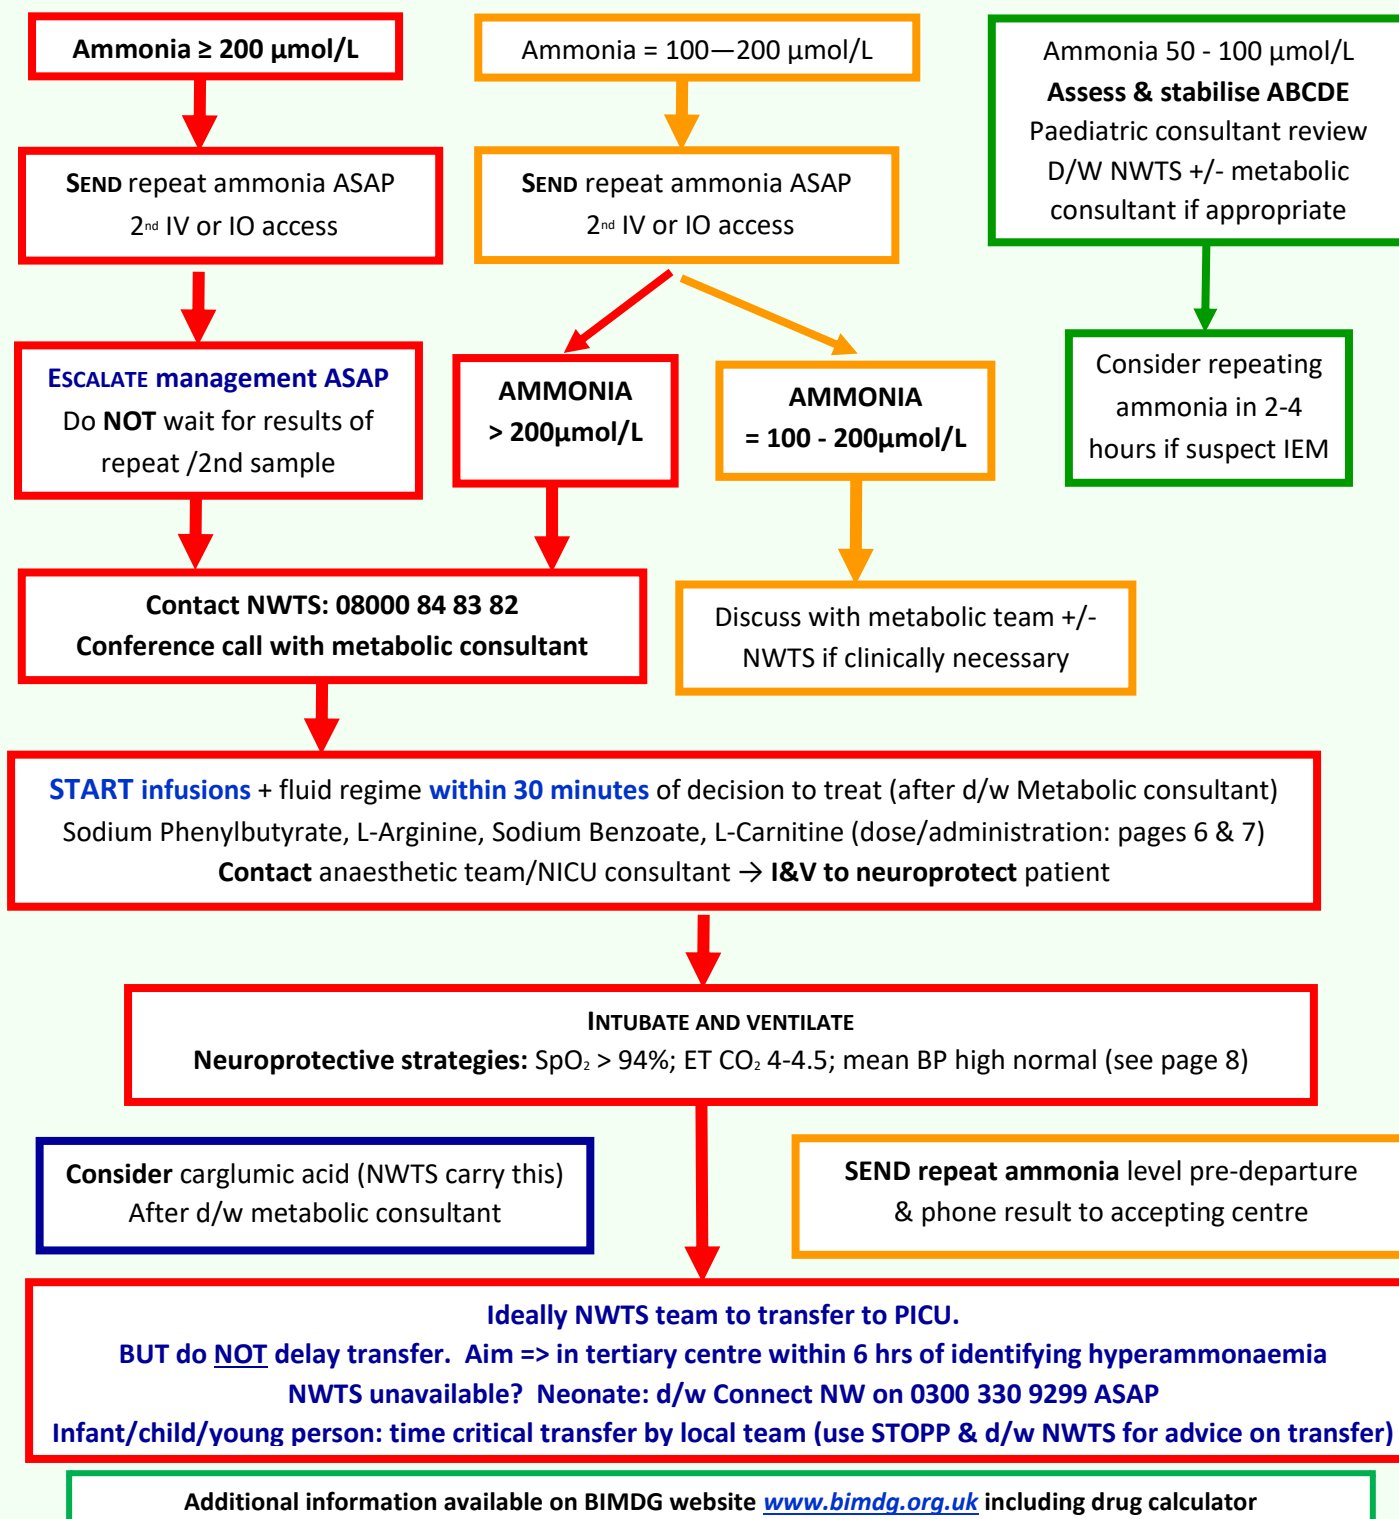 Ammonia ≥ 200 µmol/L
Ammonia = 100—200 µmol/L
Ammonia 50 - 100 µmol/L
Assess & stabilise ABCDE
Paediatric consultant review
D/W NWTS +/- metabolic
consultant if appropriate
SEND repeat ammonia ASAP
2nd IV or IO access
SEND repeat ammonia ASAP
2nd IV or IO access
ESCALATE management ASAP
Do NOT wait for results of
repeat /2nd sample
AMMONIA
> 200µmol/L
AMMONIA
= 100 - 200µmol/L
Consider repeating
ammonia in 2-4
hours if suspect IEM
Contact NWTS: 08000 84 83 82
Conference call with metabolic consultant
Discuss with metabolic team +/-
NWTS if clinically necessary
START infusions + fluid regime within 30 minutes of decision to treat (after d/w Metabolic consultant)
Sodium Phenylbutyrate, L-Arginine, Sodium Benzoate, L-Carnitine (dose/administration: pages 6 & 7)
Contact anaesthetic team/NICU consultant → I&V to neuroprotect patient
INTUBATE AND VENTILATE
Neuroprotective strategies: SpO₂ > 94%; ET CO₂ 4-4.5; mean BP high normal (see page 8)
Consider carglumic acid (NWTS carry this)
After d/w metabolic consultant
SEND repeat ammonia level pre-departure
& phone result to accepting centre
Ideally NWTS team to transfer to PICU.
BUT do NOT delay transfer. Aim => in tertiary centre within 6 hrs of identifying hyperammonaemia
NWTS unavailable? Neonate: d/w Connect NW on 0300 330 9299 ASAP
Infant/child/young person: time critical transfer by local team (use STOPP & d/w NWTS for advice on transfer)
Additional information available on BIMDG website www.bimdg.org.uk including drug calculator